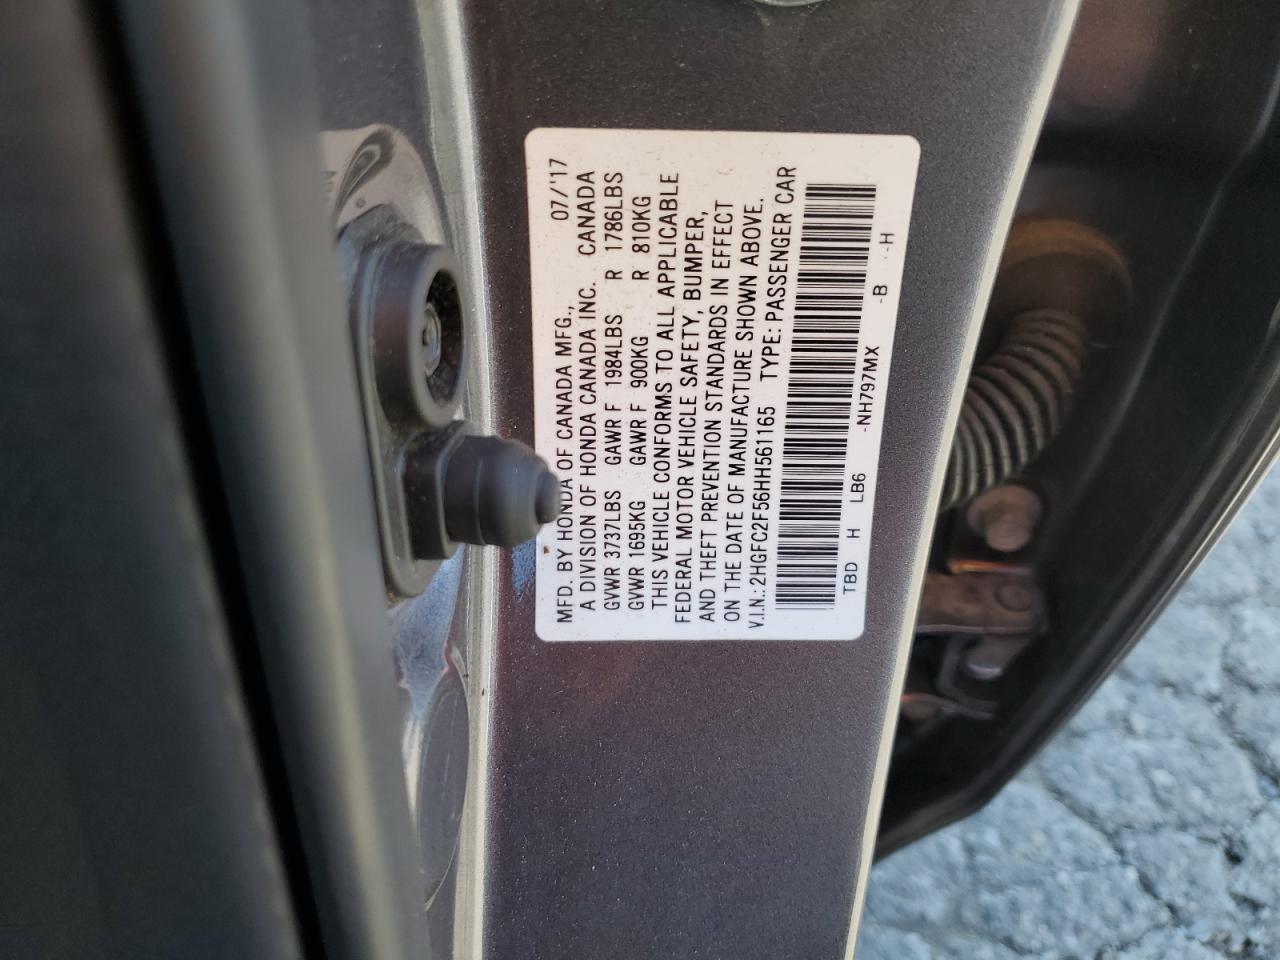 MFD. BY HONDA OF CANADA MFG., 07/'17
A DIVISION OF HONDA CANADA INC. CANADA
GVWR 3737LBS GAWR F 1984LBS R 1786LBS
GVWR 1695KG GAWR F 900KG R 810KG
THIS VEHICLE CONFORMS TO ALL APPLICABLE
FEDERAL MOTOR VEHICLE SAFETY, BUMPER,
AND THEFT PREVENTION STANDARDS IN EFFECT
ON THE DATE OF MANUFACTURE SHOWN ABOVE.
V.I.N.: 2HGFC2F56HH561165 TYPE: PASSENGER CAR
TBD H LB6 -NH797MX -B -H